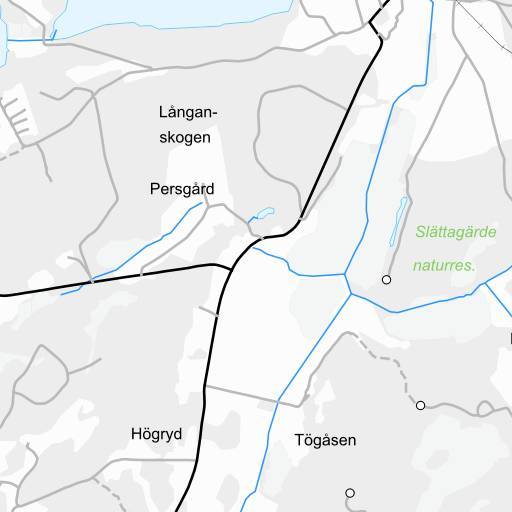 Långan-
skogen
Persgård
Slättagärde
naturres.
Högryd
Tögåsen